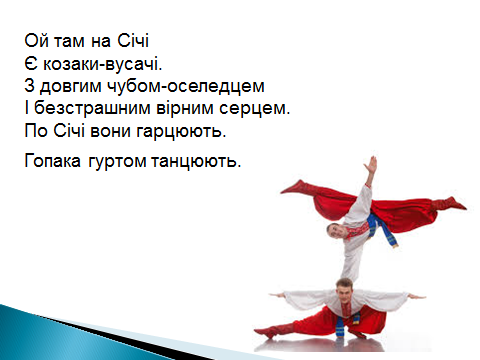 Ой там на Січі
Є козаки-вусачі.
З довгим чубом-оселедцем
І безстрашним вірним серцем.
По Січі вони гарцюють.
Гопака гуртом танцюють.